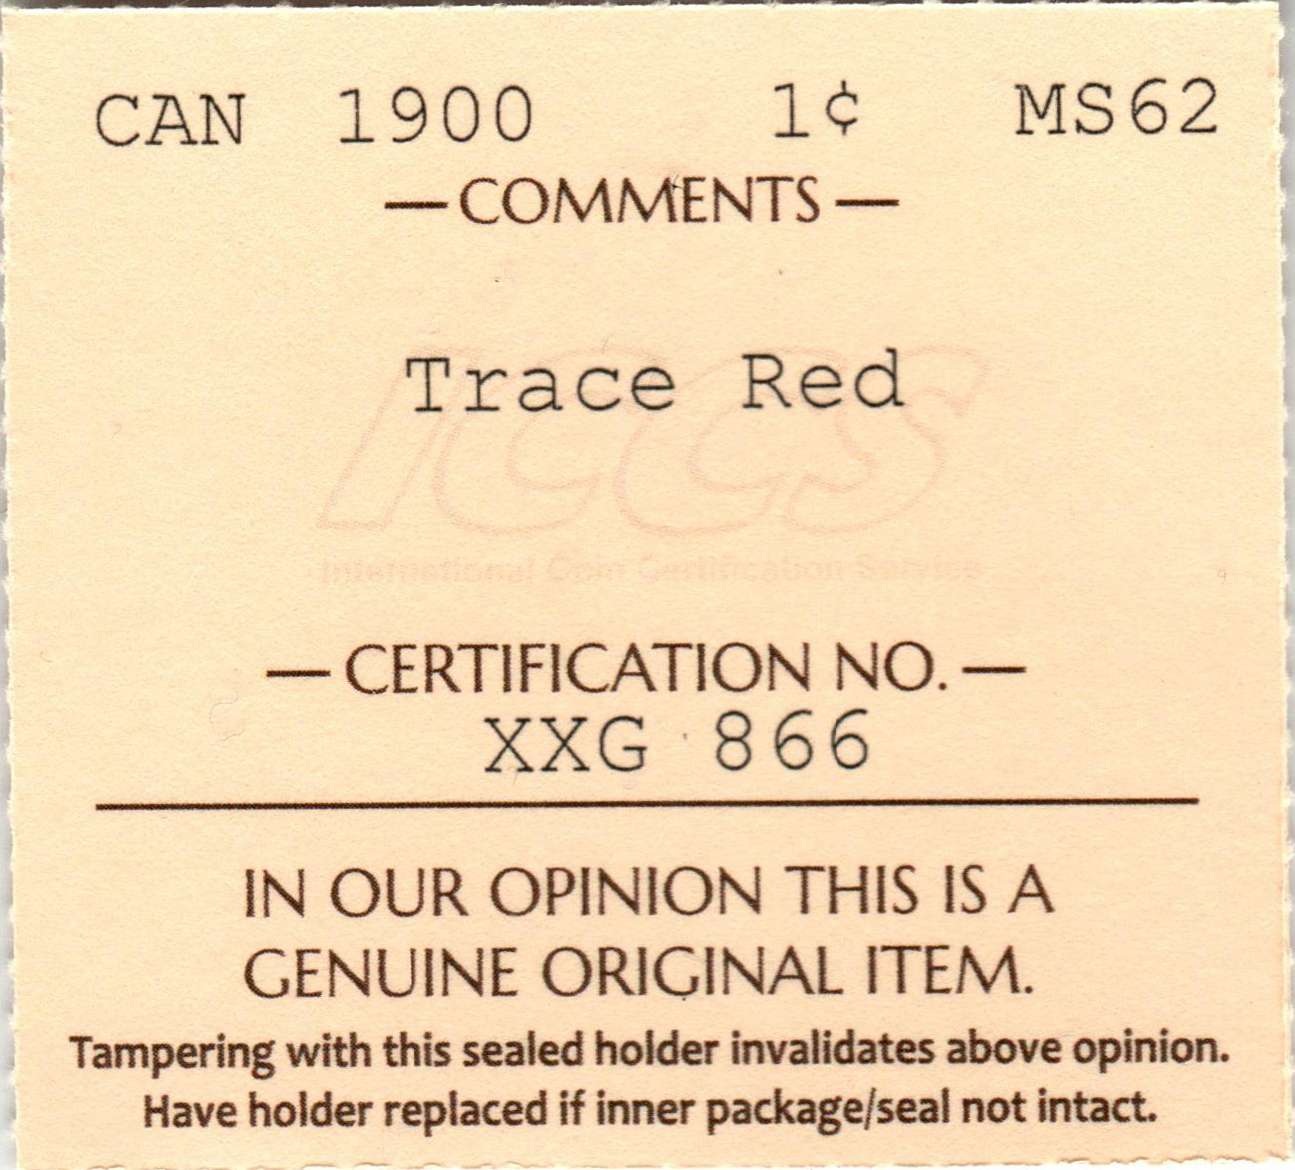 CAN 1900 1¢ MS62
— COMMENTS —
Trace Red
ICCS
International Coin Certification Service
— CERTIFICATION NO. —
XXG 866
IN OUR OPINION THIS IS A
GENUINE ORIGINAL ITEM.
Tampering with this sealed holder invalidates above opinion.
Have holder replaced if inner package/seal not intact.